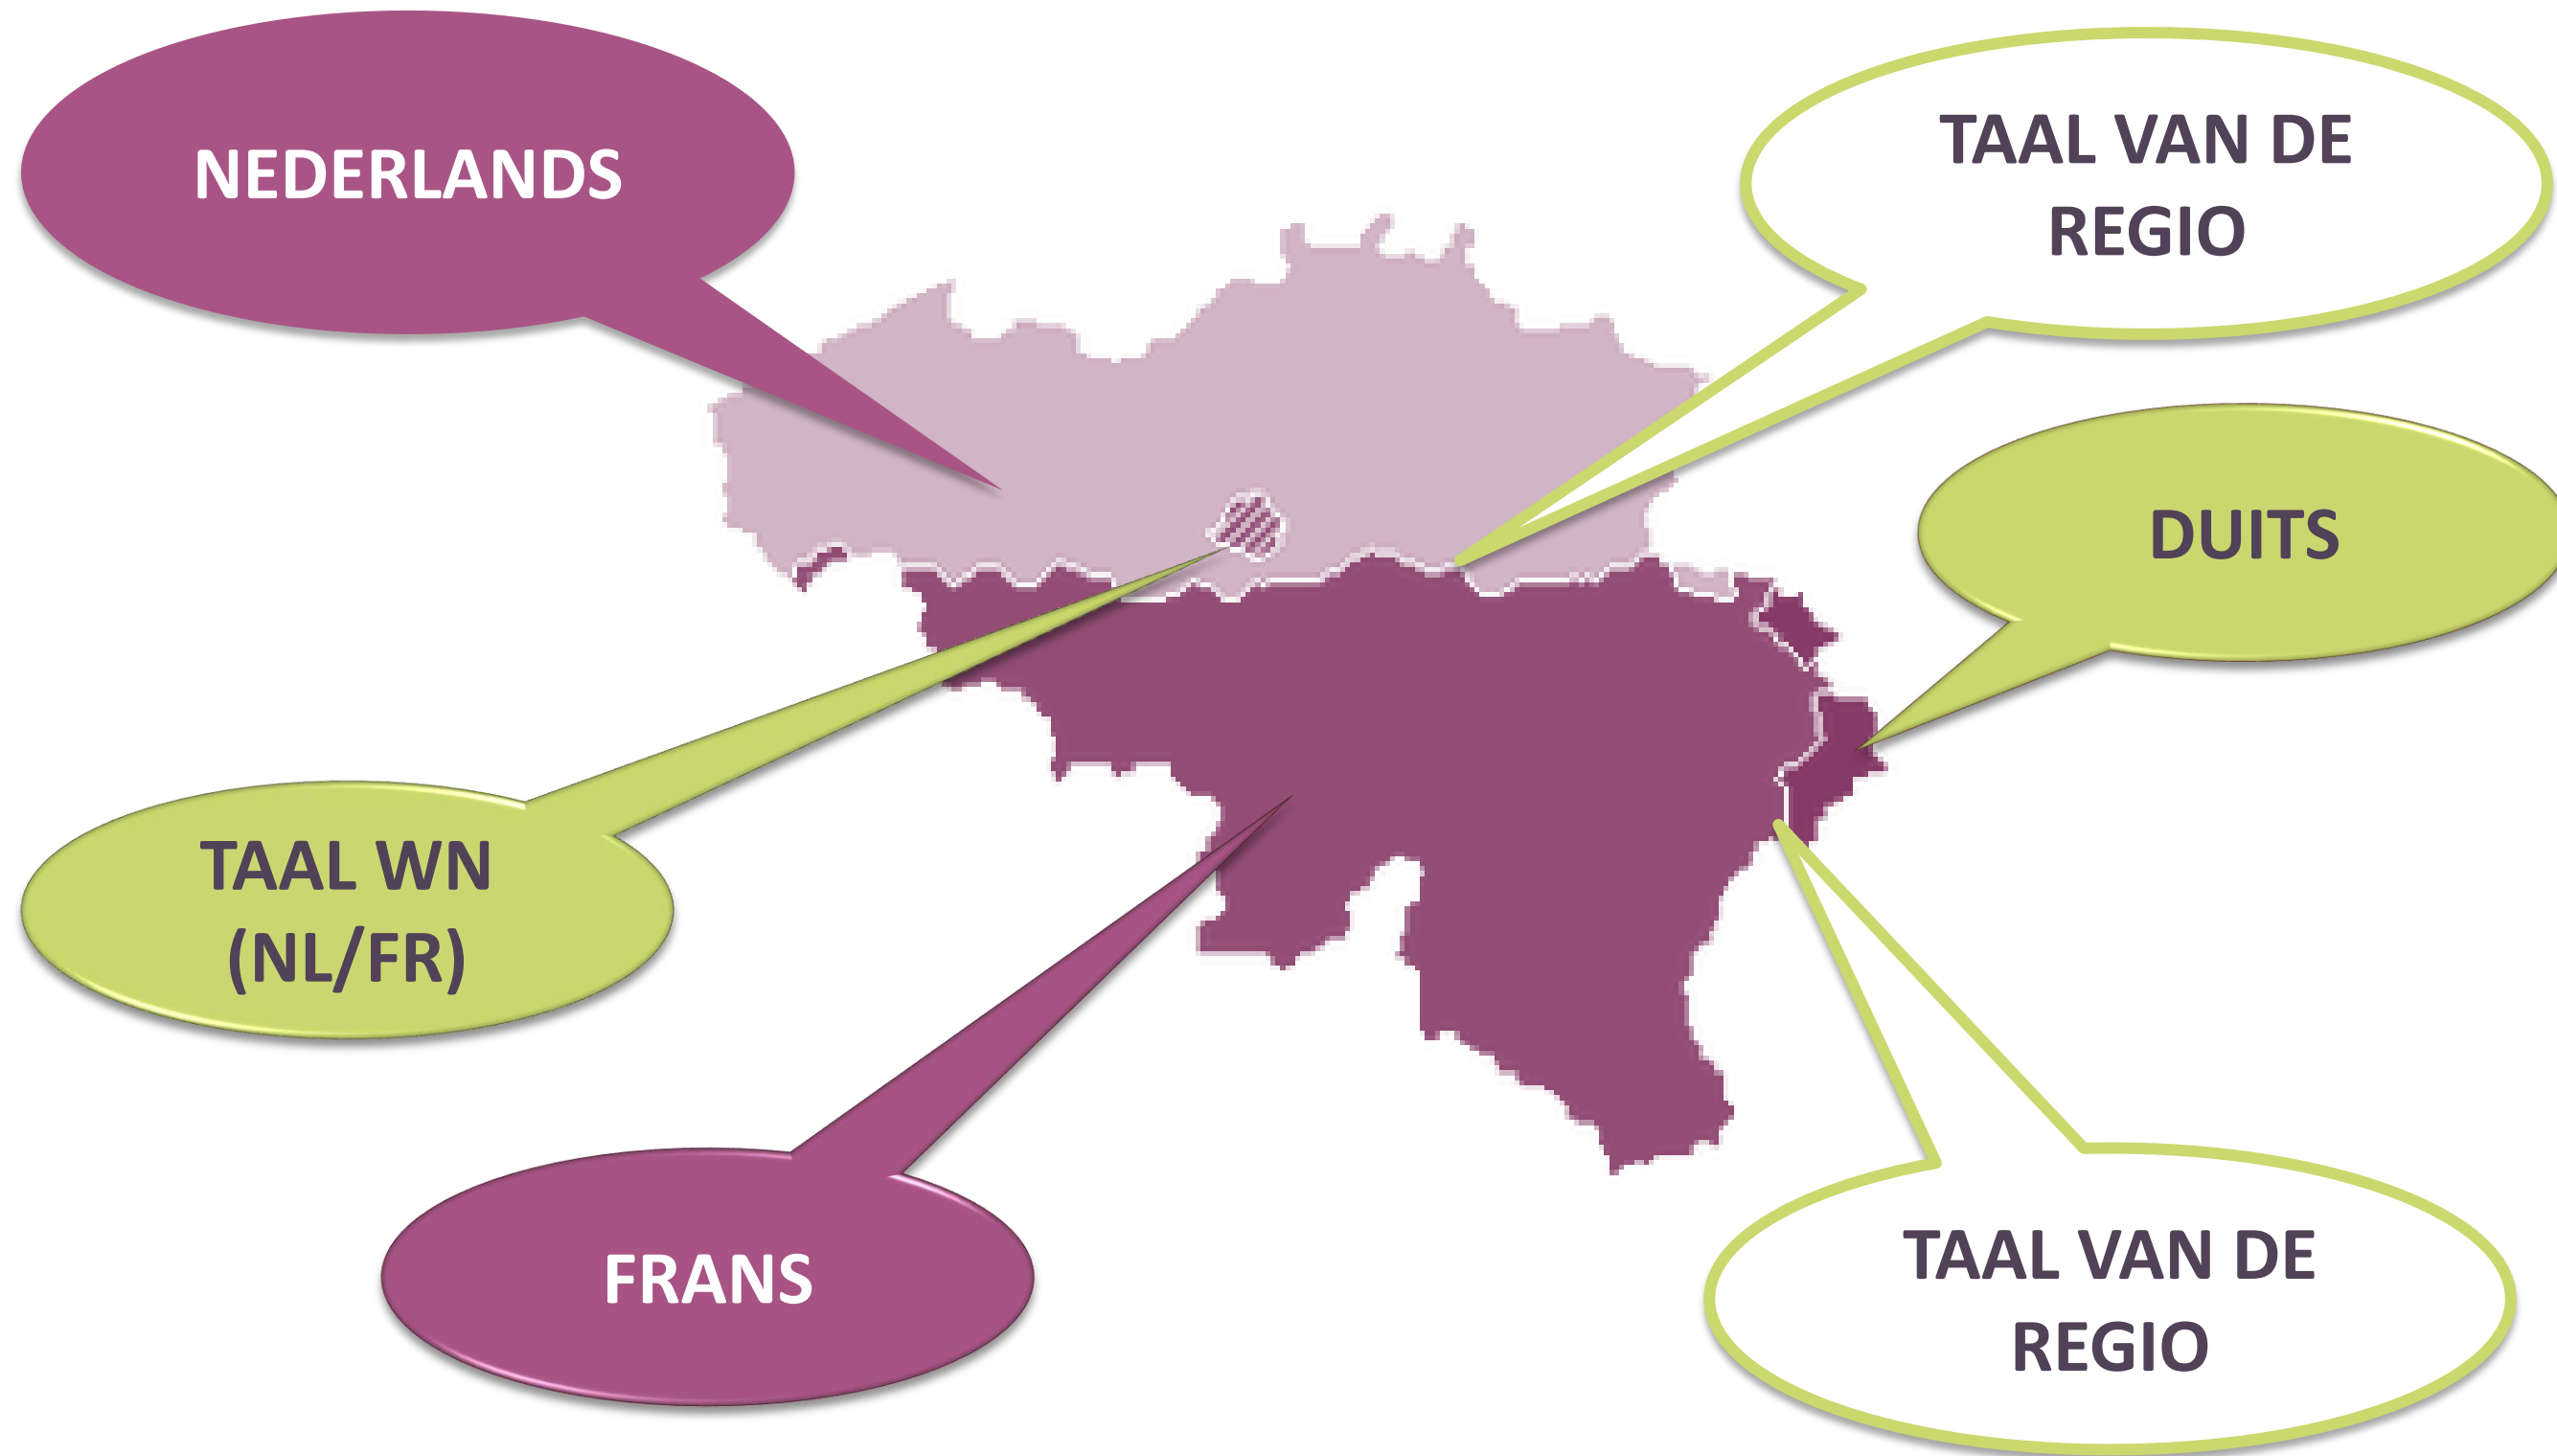 NEDERLANDS
TAAL VAN DE
REGIO
DUITS
TAAL WN
(NL/FR)
FRANS
TAAL VAN DE
REGIO